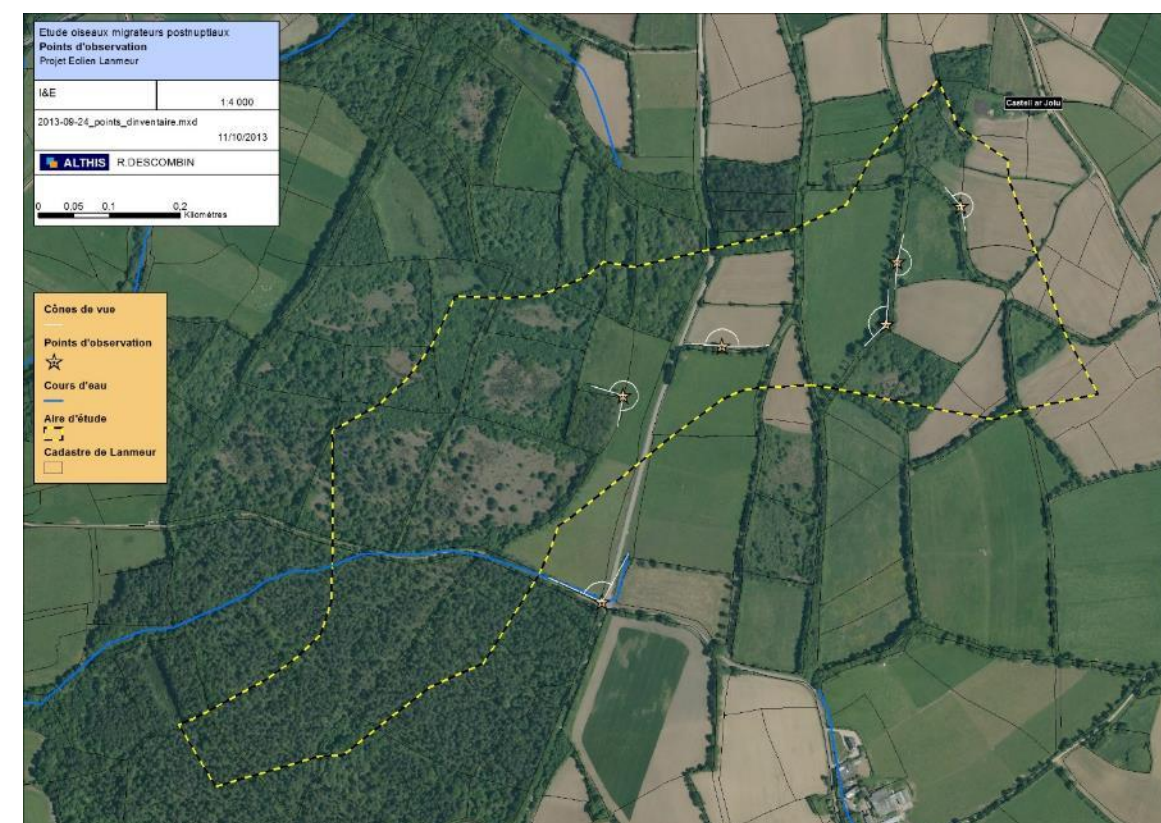 Etude oiseaux migrateurs postnuptiaux
Points d'observation
Projet Eolien Lanmeur
I&E
1:4 000
2013-09-24_points_dinventaire.mxd
11/10/2013
ALTHIS R.DESCOMBIN
0 0,05 0,1 0,2
Kilomètres
Cônes de vue
Points d'observation
Cours d'eau
Aire d'étude
Cadastre de Lanmeur
Castell ar Jolu